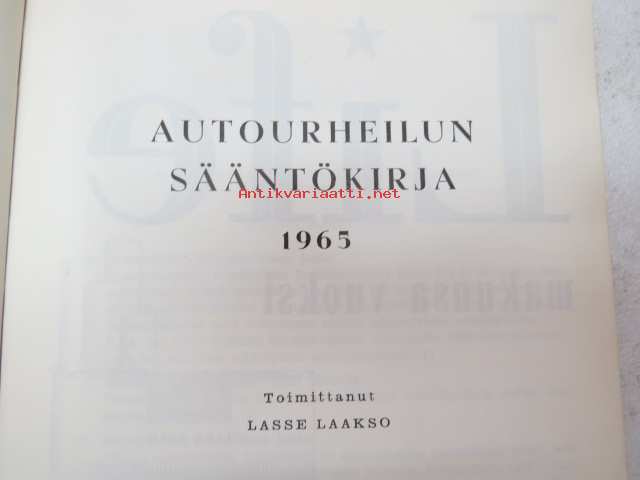 AUTOURHEILUN
SÄÄNTÖKIRJA
Antikvariaatti.net
1965
Toimittanut
LASSE LAAKSO